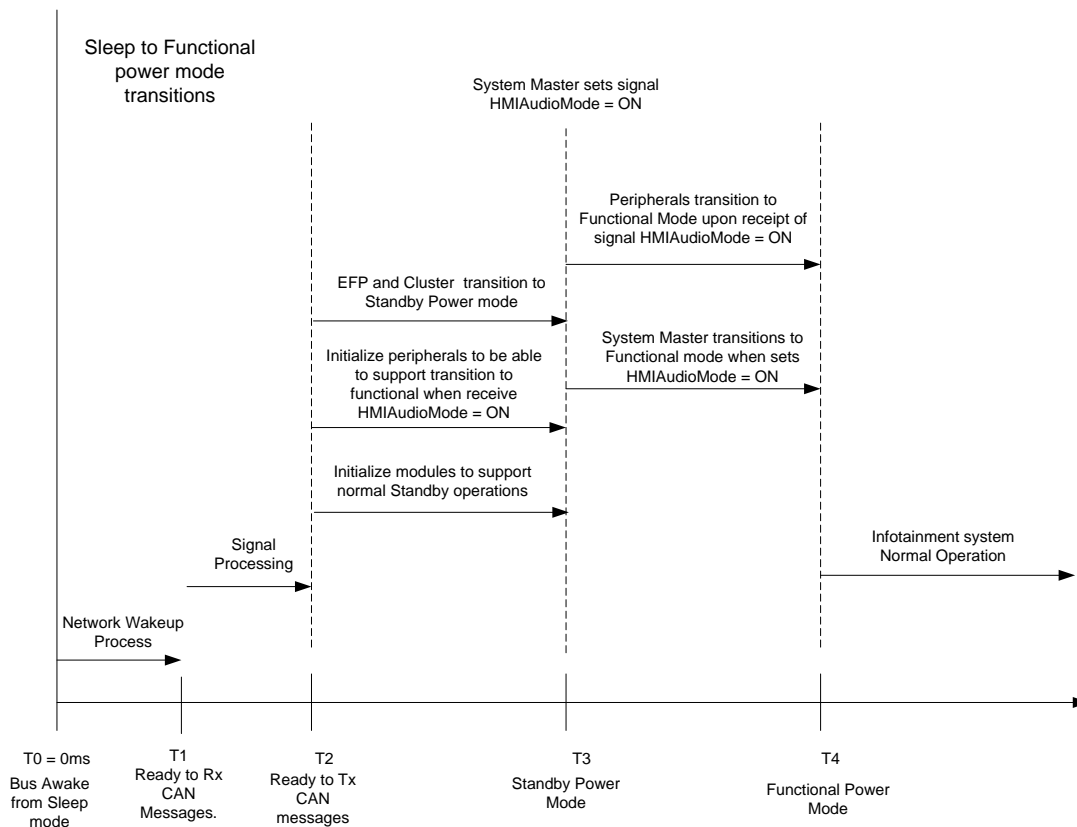 Sleep to Functional
power mode
transitions
System Master sets signal
HMIAudioMode = ON
Peripherals transition to
Functional Mode upon receipt of
signal HMIAudioMode = ON
EFP and Cluster transition to
Standby Power mode
System Master transitions to
Functional mode when sets
HMIAudioMode = ON
Initialize peripherals to be able
to support transition to
functional when receive
HMIAudioMode = ON
Initialize modules to support
normal Standby operations
Signal
Processing
Infotainment system
Normal Operation
Network Wakeup
Process
T0 = 0ms
Bus Awake
from Sleep
mode
T1
Ready to Rx
CAN
Messages.
T2
Ready to Tx
CAN
messages
T3
Standby Power
Mode
T4
Functional Power
Mode